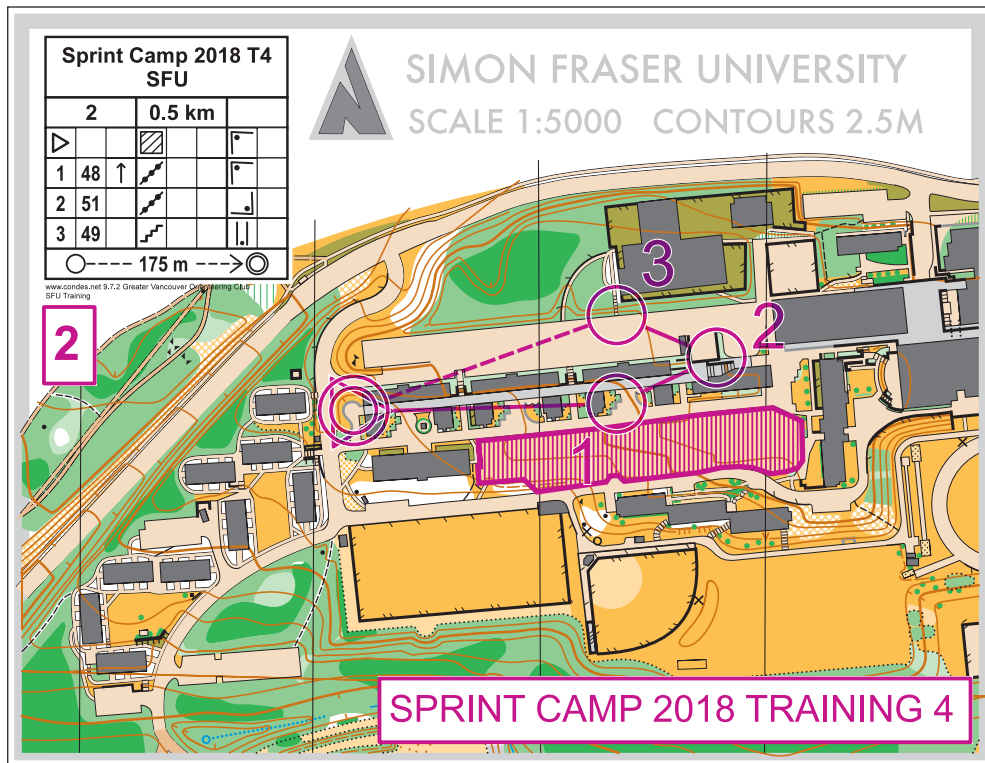 Sprint Camp 2018 T4
SFU
2 0.5 km
1 48
2 51
3 49
175 m
www.condes.net 9.7.2 Greater Vancouver Orienteering Club
SFU Training
SIMON FRASER UNIVERSITY
SCALE 1:5000 CONTOURS 2.5M
2
3
2
1
SPRINT CAMP 2018 TRAINING 4